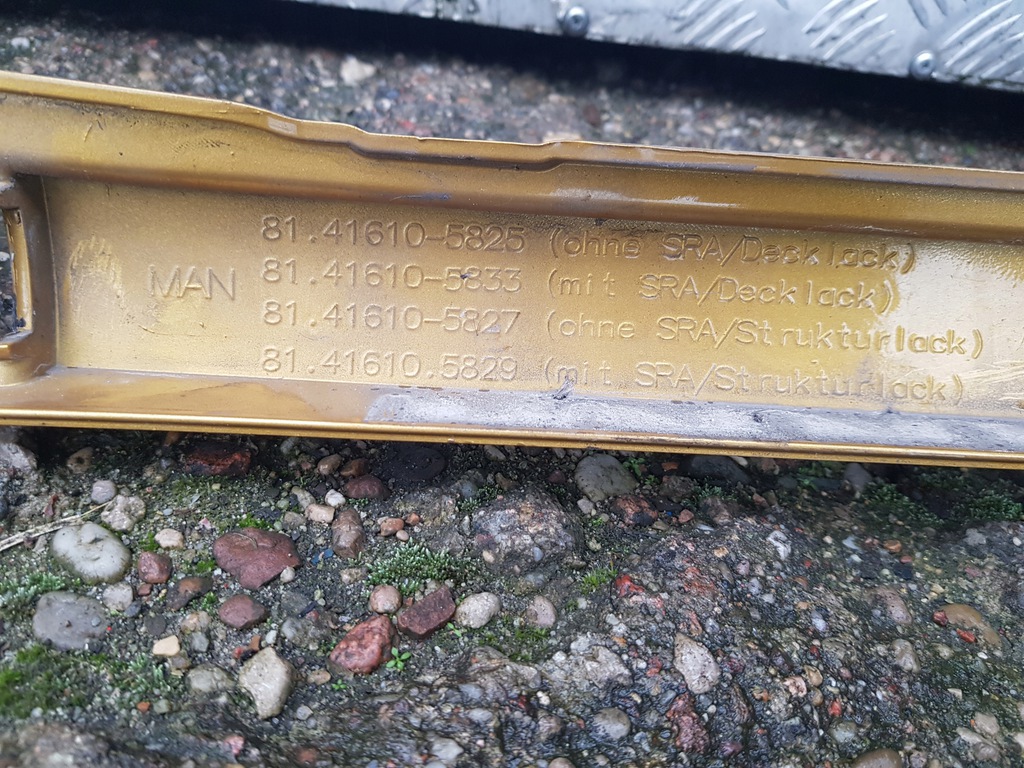 81.41610-5825 (ohne SRA/Decklack)
MAN 81.41610-5833 (mit SRA/Decklack)
81.41610-5827 (ohne SRA/Strukturlack)
81.41610.5829 (mit SRA/Strukturlack)